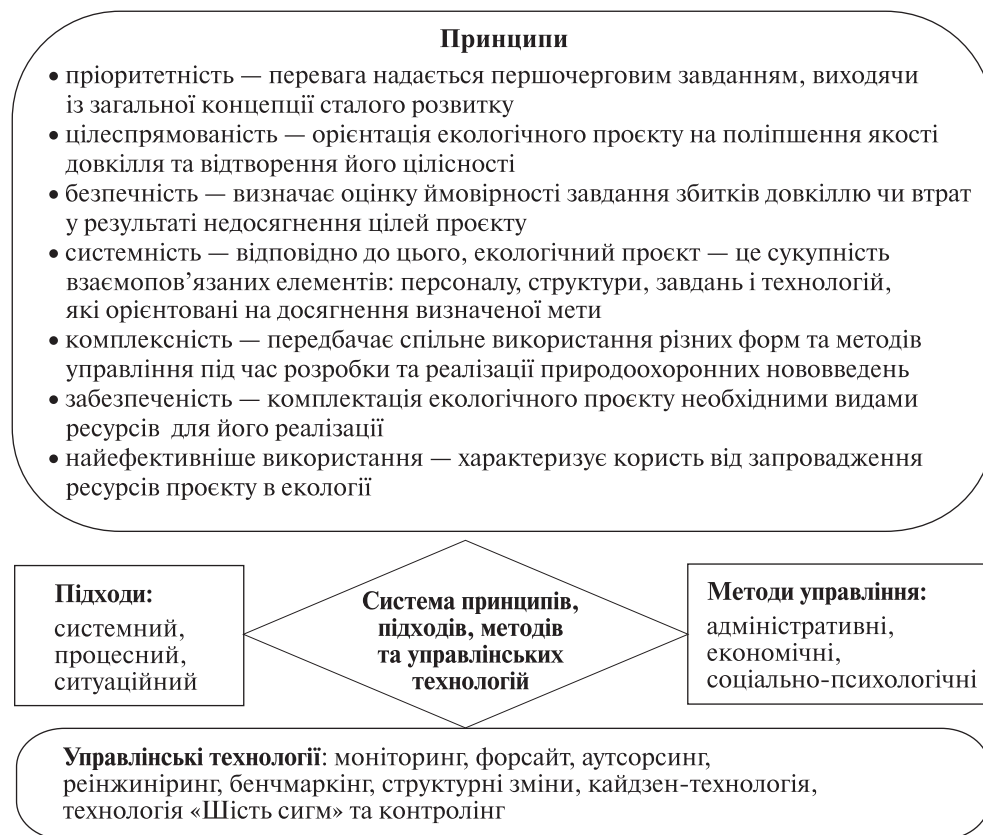 Принципи
• пріоритетність — перевага надається першочерговим завданням, виходячи
із загальної концепції сталого розвитку
• цілеспрямованість — орієнтація екологічного проєкту на поліпшення якості
довкілля та відтворення його цілісності
• безпечність — визначає оцінку ймовірності завдання збитків довкіллю чи втрат
у результаті недосягнення цілей проєкту
• системність — відповідно до цього, екологічний проєкт — це сукупність
взаємопов’язаних елементів: персоналу, структури, завдань і технологій,
які орієнтовані на досягнення визначеної мети
• комплексність — передбачає спільне використання різних форм та методів
управління під час розробки та реалізації природоохоронних нововведень
• забезпеченість — комплектація екологічного проєкту необхідними видами
ресурсів для його реалізації
• найефективніше використання — характеризує користь від запровадження
ресурсів проєкту в екології
Підходи:
системний,
процесний,
ситуаційний
Система принципів,
підходів, методів
та управлінських
технологій
Методи управління:
адміністративні,
економічні,
соціально-психологічні
Управлінські технології: моніторинг, форсайт, аутсорсинг,
реінжиніринг, бенчмаркінг, структурні зміни, кайдзен-технологія,
технологія «Шість сигм» та контролінг